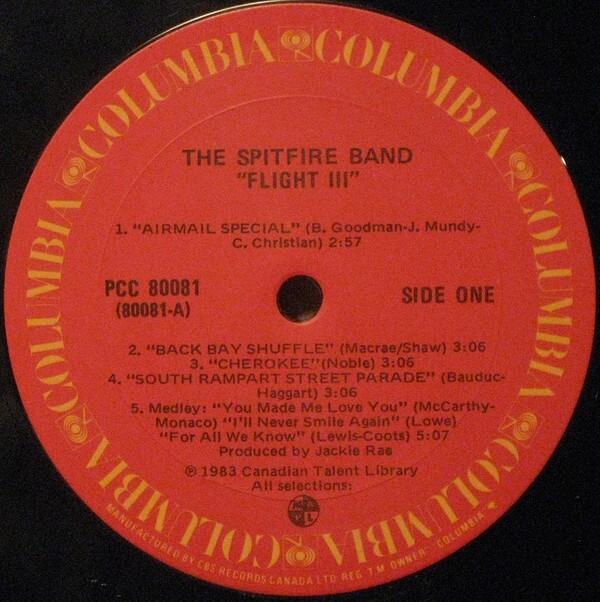 COLUMBIA COLUMBIA COLUMBIA COLUMBIA COLUMBIA COLUMBIA
THE SPITFIRE BAND
"FLIGHT III"
1. "AIRMAIL SPECIAL" (B. Goodman-J. Mundy-
C. Christian) 2:57
PCC 80081
(80081-A)
SIDE ONE
2. "BACK BAY SHUFFLE" (Macrae/Shaw) 3:06
3. "CHEROKEE"(Noble) 3:06
4. "SOUTH RAMPART STREET PARADE" (Bauduc-
Haggart) 3:06
5. Medley: "You Made Me Love You" (McCarthy-
Monaco) "I'll Never Smile Again" (Lowe)
"For All We Know" (Lewis-Coots) 5:07
Produced by Jackie Rae
℗ 1983 Canadian Talent Library
All selections:
MANUFACTURED BY CBS RECORDS CANADA LTD REG. T.M. OWNER "COLUMBIA"